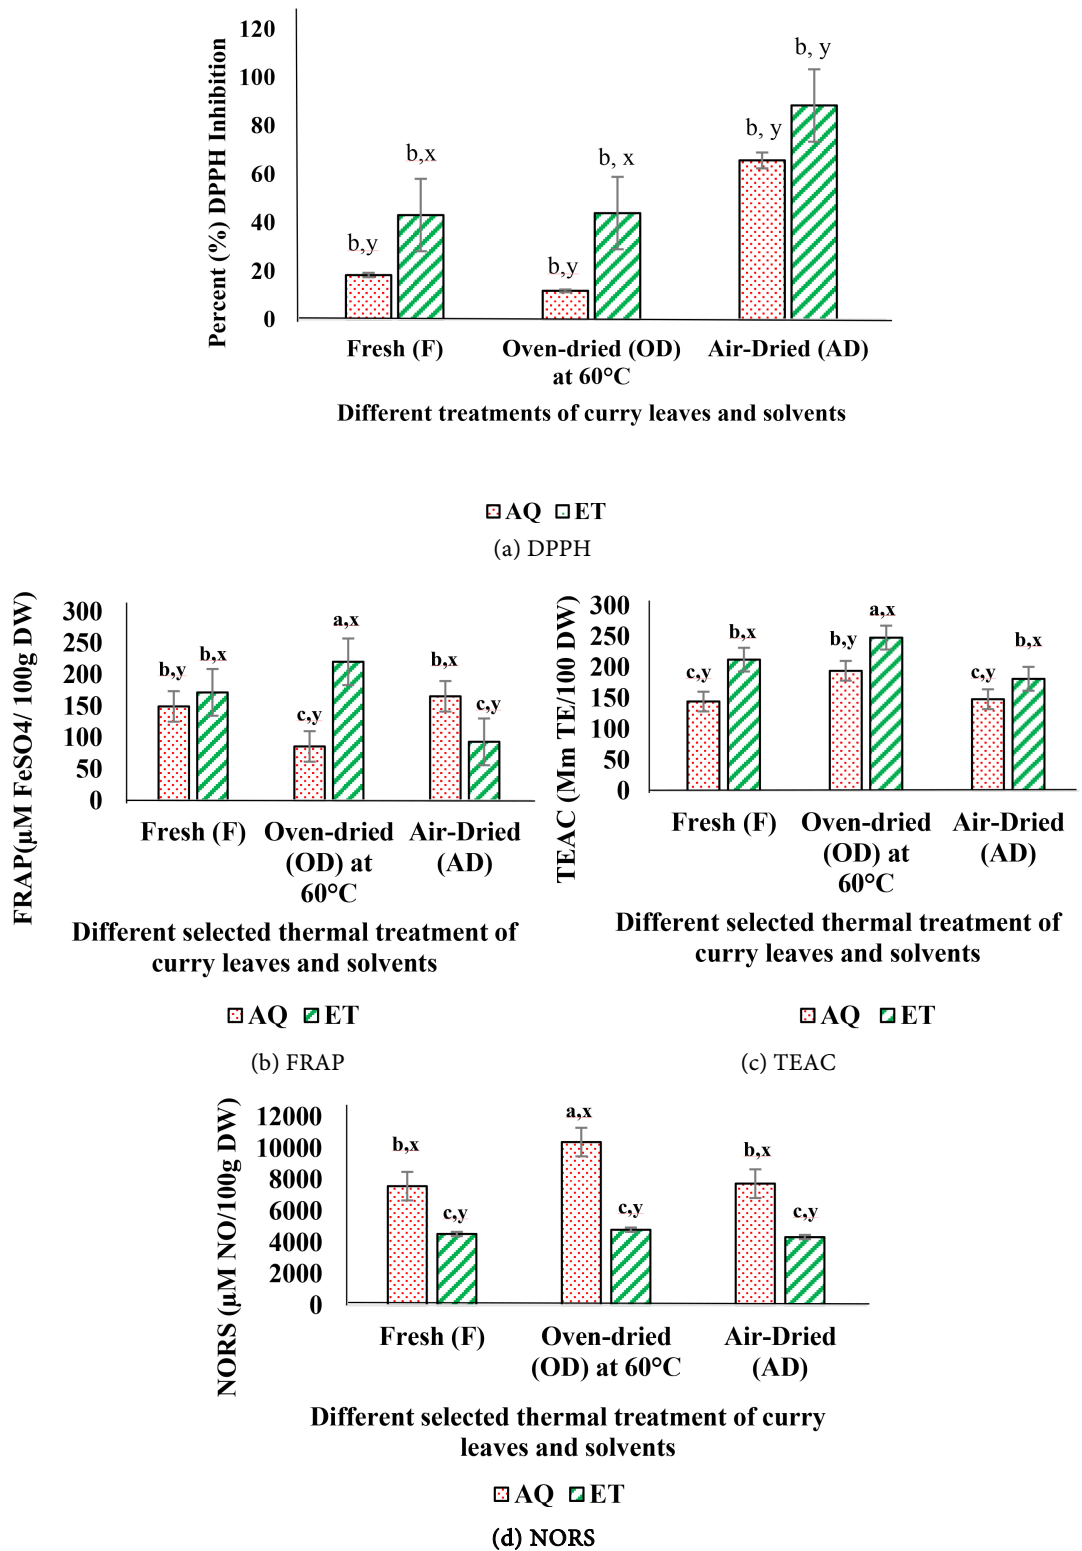 120
100
80
60
40
20
0
Percent (%) DPPH Inhibition
b,y
b,x
b,y
b, x
b, y
b, y
Fresh (F)
Oven-dried (OD)
at 60°C
Air-Dried (AD)
Different treatments of curry leaves and solvents
AQ ET
(a) DPPH
FRAP(µM FeSO4/ 100g DW)
300
250
200
150
100
50
0
b,y
b,x
c,y
a,x
b,x
c,y
Fresh (F)
Oven-dried
(OD) at
60°C
Air-Dried
(AD)
Different selected thermal treatment of
curry leaves and solvents
AQ ET
(b) FRAP
TEAC (Mm TE/100 DW)
300
250
200
150
100
50
0
c,y
b,x
b,y
a,x
c,y
b,x
Fresh (F)
Oven-dried
(OD) at
60°C
Air-Dried
(AD)
Different selected thermal treatment of
curry leaves and solvents
AQ ET
(c) TEAC
NORS (µM NO/100g DW)
12000
10000
8000
6000
4000
2000
0
b,x
c,y
a,x
c,y
b,x
c,y
Fresh (F)
Oven-dried
(OD) at 60°C
Air-Dried
(AD)
Different selected thermal treatment of curry
leaves and solvents
AQ ET
(d) NORS